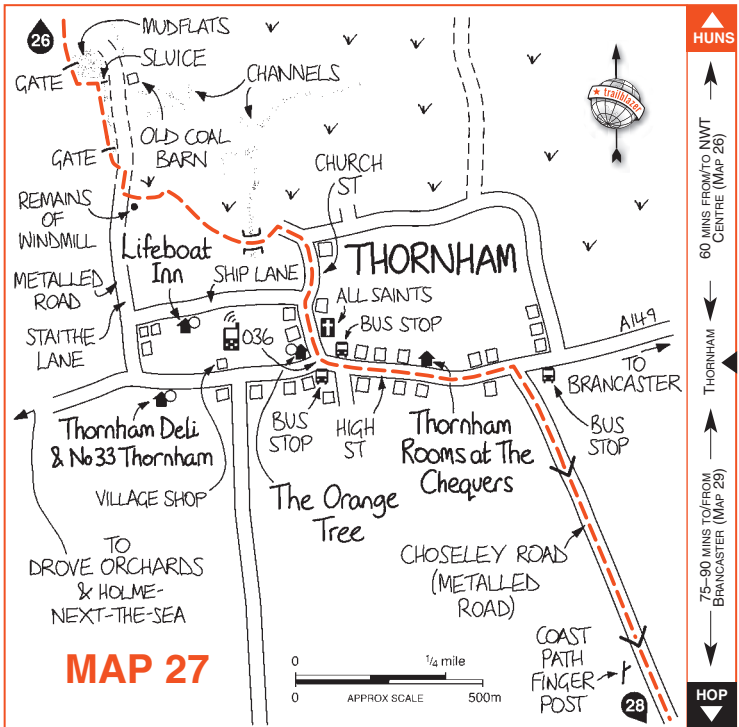 26
MUDFLATS
SLUICE
GATE
CHANNELS
OLD COAL
BARN
GATE
CHURCH
ST
REMAINS
OF
WINDMILL
Lifeboat
Inn
SHIP LANE
THORNHAM
METALLED
ROAD
ALL SAINTS
BUS STOP
STAITHE
LANE
036
A149
TO
BRANCASTER
BUS
STOP
Thornham Deli
& No33 Thornham
BUS
STOP
HIGH
ST
Thornham
Rooms at The
Chequers
VILLAGE SHOP
The Orange
Tree
TO
DROVE ORCHARDS
& HOLME-
NEXT-THE-SEA
CHOSELEY ROAD
(METALLED
ROAD)
COAST
PATH
FINGER
POST
28
MAP 27
0 1/4 mile
0 APPROX SCALE 500m
★ trailblazer
HUNS
60 MINS FROM/TO NWT
CENTRE (MAP 26)
THORNHAM
75–90 MINS TO/FROM
BRANCASTER (MAP 29)
HOP